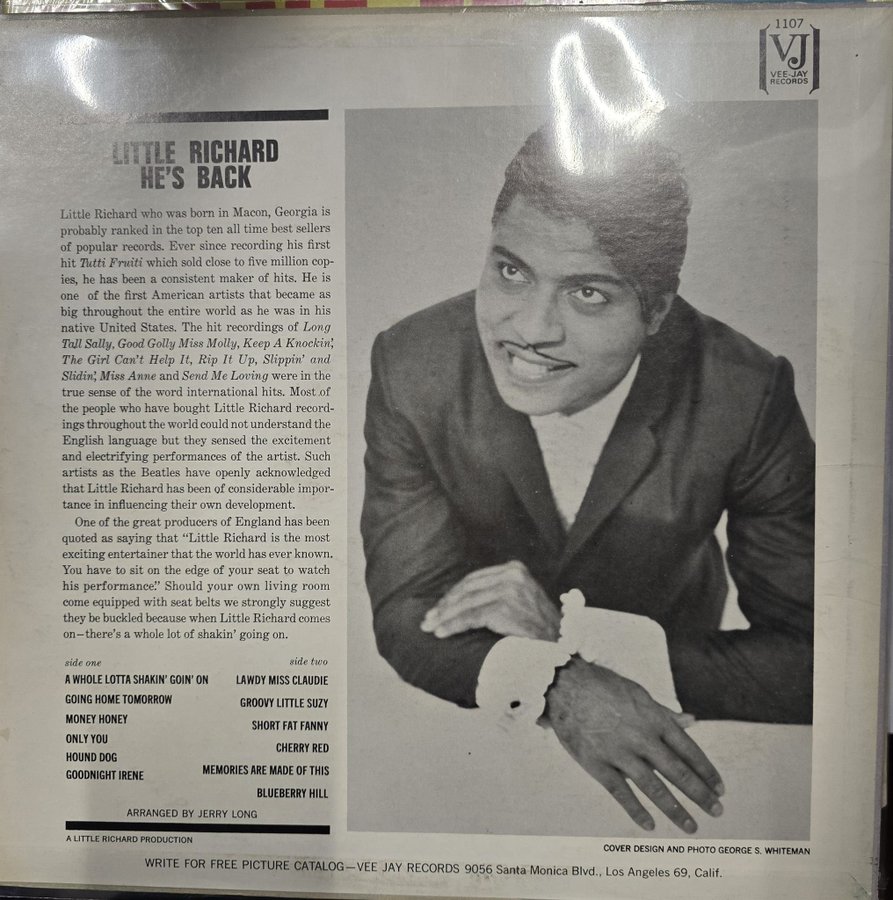 1107
VJ
VEE-JAY
RECORDS
LITTLE RICHARD
HE'S BACK
Little Richard who was born in Macon, Georgia is
probably ranked in the top ten all time best sellers
of popular records. Ever since recording his first
hit Tutti Fruiti which sold close to five million cop-
ies, he has been a consistent maker of hits. He is
one of the first American artists that became as
big throughout the entire world as he was in his
native United States. The hit recordings of Long
Tall Sally, Good Golly Miss Molly, Keep A Knockin',
The Girl Can't Help It, Rip It Up, Slippin' and
Slidin', Miss Anne and Send Me Loving were in the
true sense of the word international hits. Most of
the people who have bought Little Richard record-
ings throughout the world could not understand the
English language but they sensed the excitement
and electrifying performances of the artist. Such
artists as the Beatles have openly acknowledged
that Little Richard has been of considerable impor-
tance in influencing their own development.
One of the great producers of England has been
quoted as saying that “Little Richard is the most
exciting entertainer that the world has ever known.
You have to sit on the edge of your seat to watch
his performance.” Should your own living room
come equipped with seat belts we strongly suggest
they be buckled because when Little Richard comes
on—there's a whole lot of shakin' going on.
side one
A WHOLE LOTTA SHAKIN' GOIN' ON
GOING HOME TOMORROW
MONEY HONEY
ONLY YOU
HOUND DOG
GOODNIGHT IRENE
side two
LAWDY MISS CLAUDIE
GROOVY LITTLE SUZY
SHORT FAT FANNY
CHERRY RED
MEMORIES ARE MADE OF THIS
BLUEBERRY HILL
ARRANGED BY JERRY LONG
A LITTLE RICHARD PRODUCTION
COVER DESIGN AND PHOTO GEORGE S. WHITEMAN
WRITE FOR FREE PICTURE CATALOG—VEE JAY RECORDS 9056 Santa Monica Blvd., Los Angeles 69, Calif.